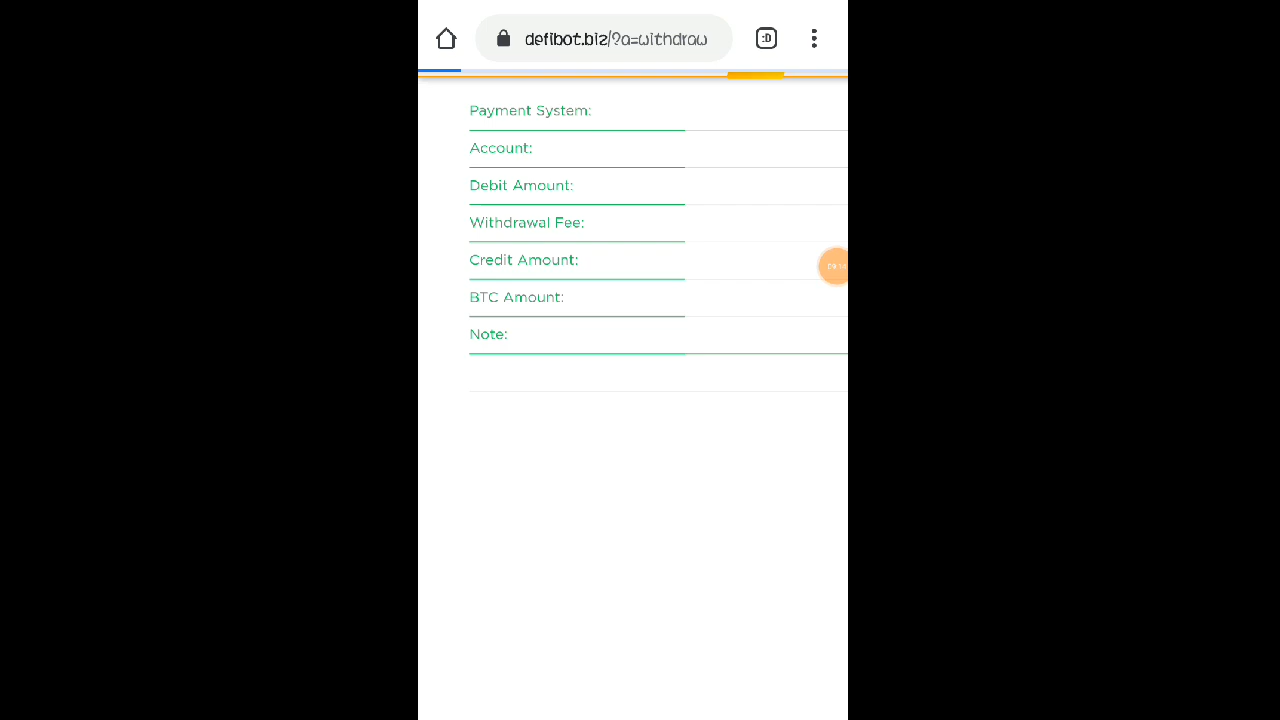 defibot.biz/?a=withdraw
:D
Payment System:
Account:
Debit Amount:
Withdrawal Fee:
Credit Amount:
BTC Amount:
Note: